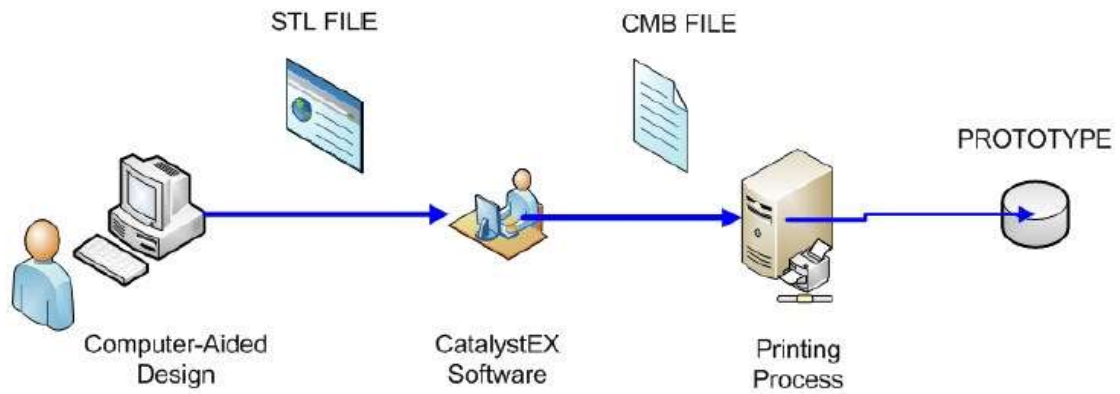 STL FILE
CMB FILE
PROTOTYPE
Computer-Aided
Design
CatalystEX
Software
Printing
Process